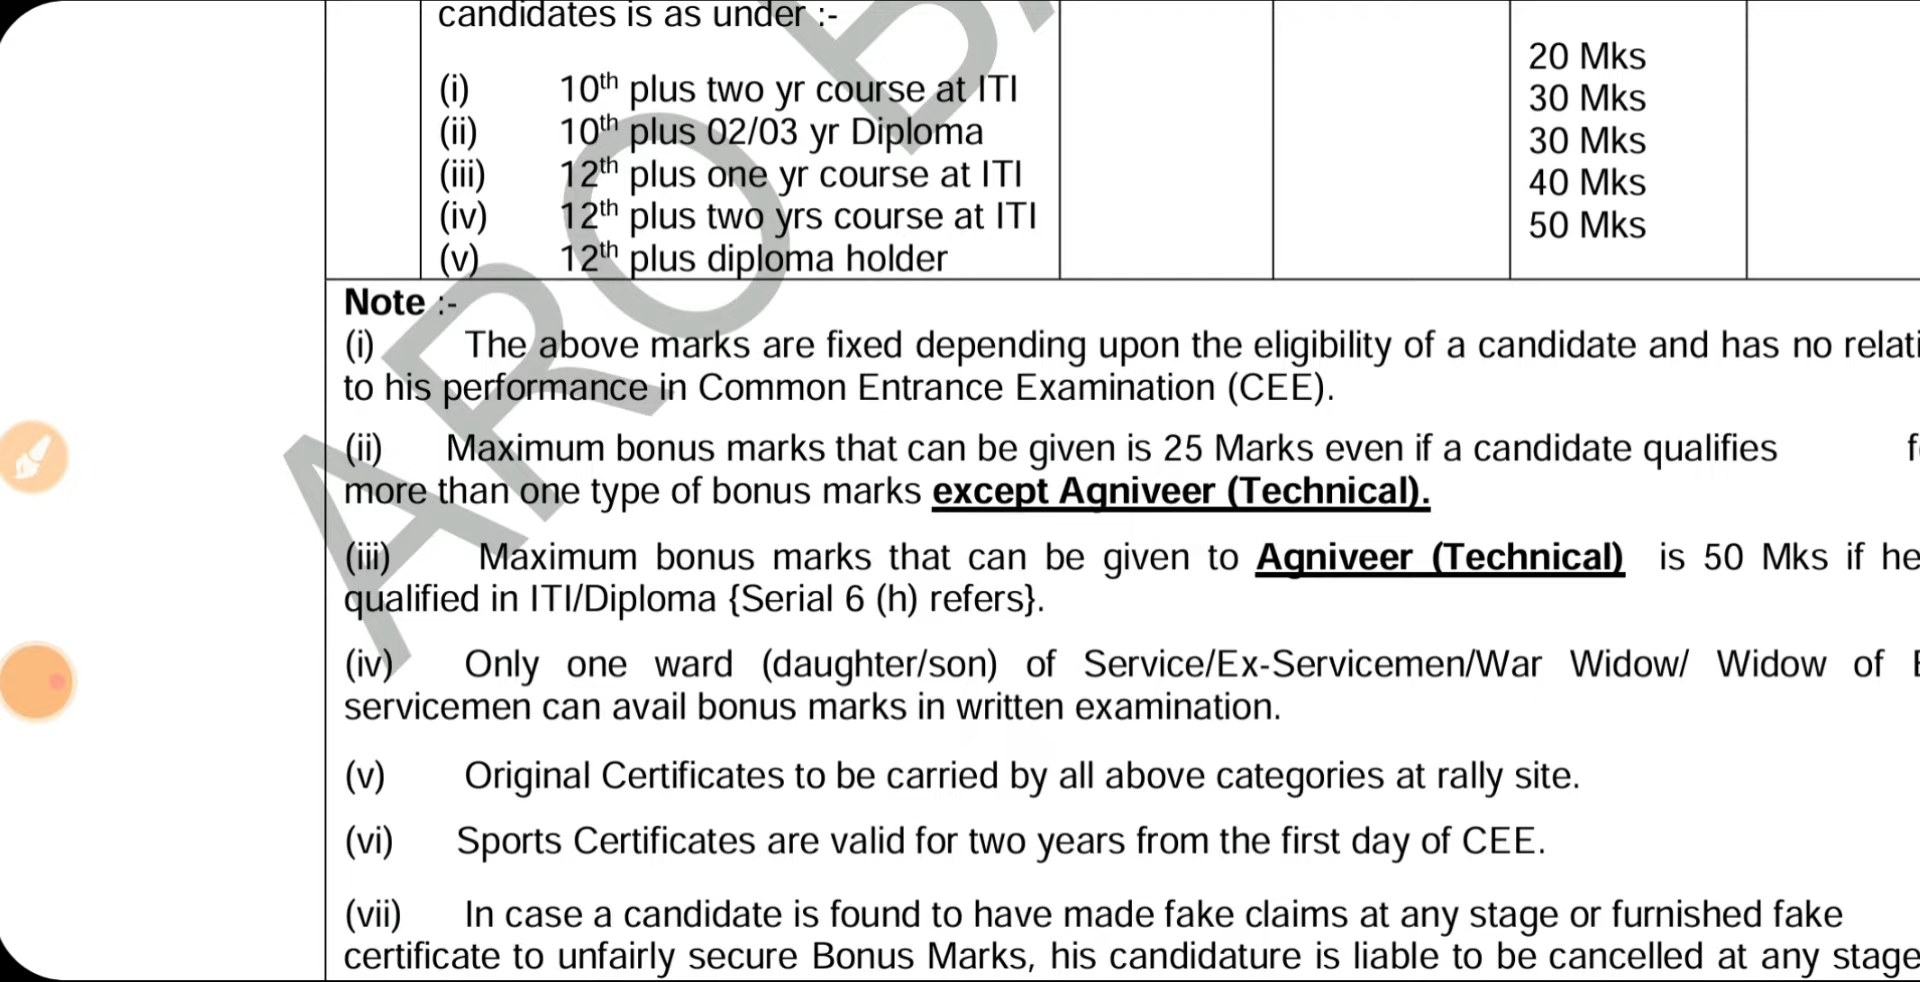 candidates is as under :-
(i) 10th plus two yr course at ITI
(ii) 10th plus 02/03 yr Diploma
(iii) 12th plus one yr course at ITI
(iv) 12th plus two yrs course at ITI
(v) 12th plus diploma holder
20 Mks
30 Mks
30 Mks
40 Mks
50 Mks
Note :-
(i) The above marks are fixed depending upon the eligibility of a candidate and has no
to his performance in Common Entrance Examination (CEE).
(ii) Maximum bonus marks that can be given is 25 Marks even if a candidate qualifies
more than one type of bonus marks except Agniveer (Technical).
(iii) Maximum bonus marks that can be given to Agniveer (Technical) is 50 Mks if he
qualified in ITI/Diploma {Serial 6 (h) refers}.
(iv) Only one ward (daughter/son) of Service/Ex-Servicemen/War Widow/ Widow of
servicemen can avail bonus marks in written examination.
(v) Original Certificates to be carried by all above categories at rally site.
(vi) Sports Certificates are valid for two years from the first day of CEE.
(vii) In case a candidate is found to have made fake claims at any stage or furnished fake
certificate to unfairly secure Bonus Marks, his candidature is liable to be cancelled at any stage
ARO